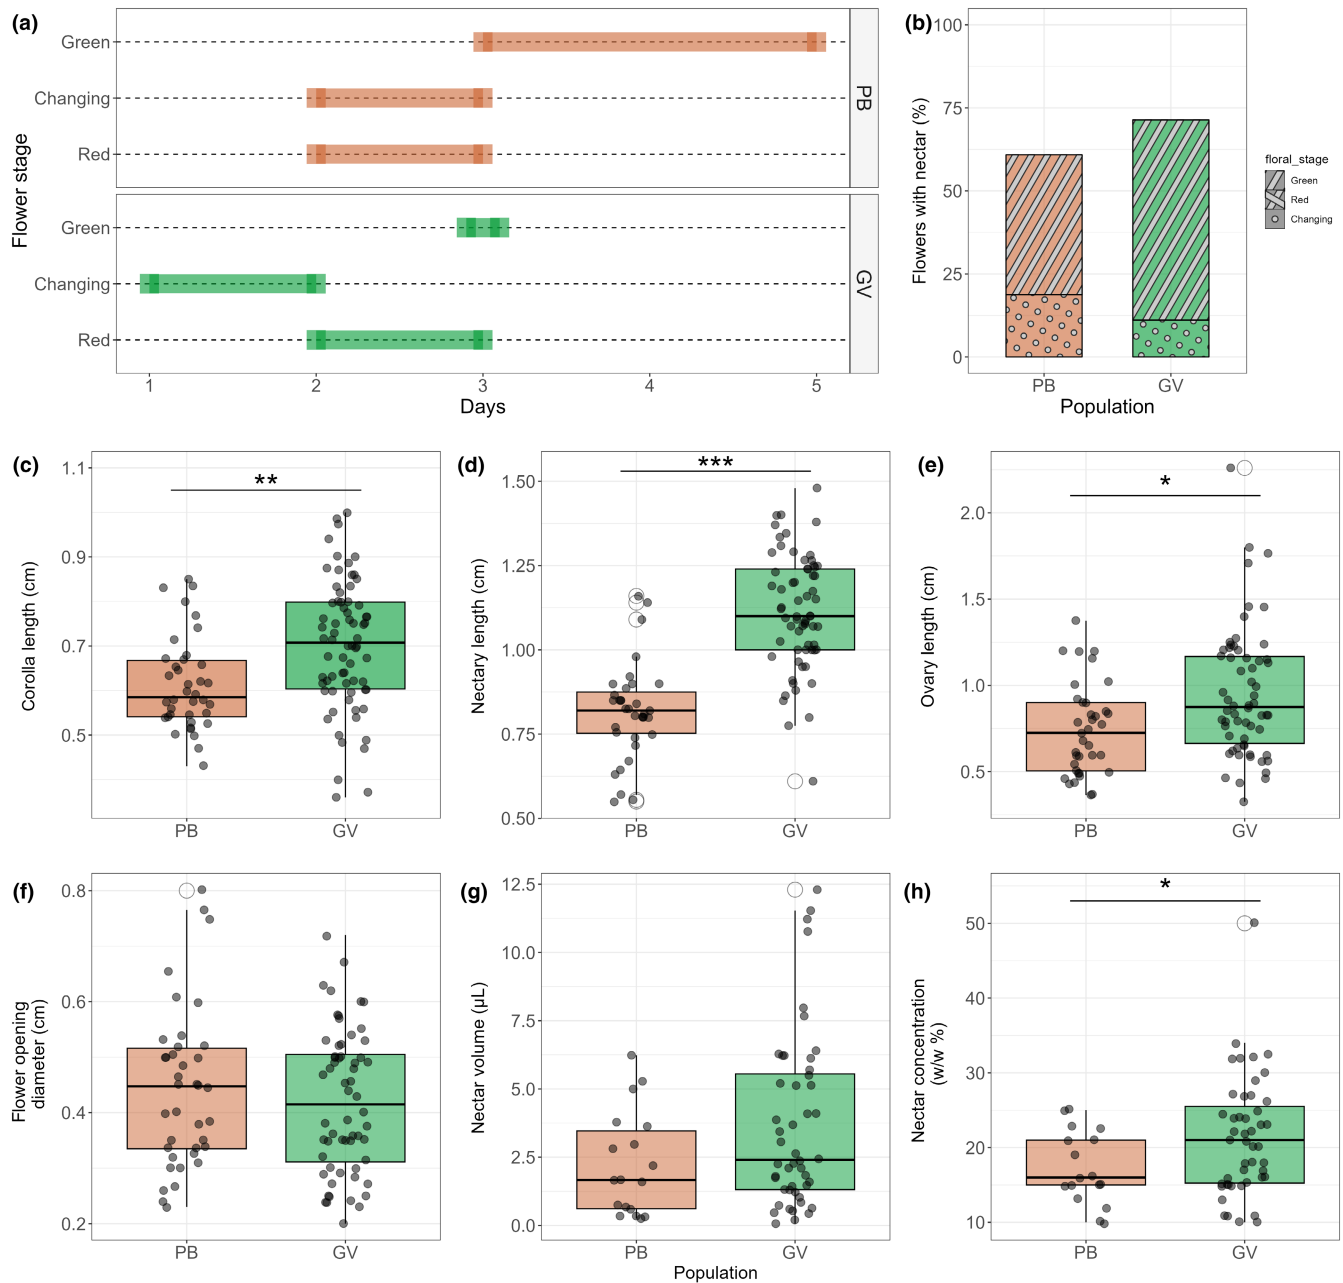 (a)
Flower stage
Green
Changing
Red
PB
Green
Changing
Red
GV
1 2 3 4 5
Days
(b)
Flowers with nectar (%)
100
75
50
25
0
PB GV
Population
floral_stage
Green
Red
Changing
(c)
Corolla length (cm)
1.1
0.9
0.7
0.5
**
PB GV
(d)
Nectary length (cm)
1.50
1.25
1.00
0.75
0.50
***
PB GV
(e)
Ovary length (cm)
2.0
1.5
1.0
0.5
*
PB GV
(f)
Flower opening
diameter (cm)
0.8
0.6
0.4
0.2
PB GV
(g)
Nectar volume (µL)
12.5
10.0
7.5
5.0
2.5
0.0
PB GV
Population
(h)
Nectar concentration
(w/w %)
50
40
30
20
10
*
PB GV